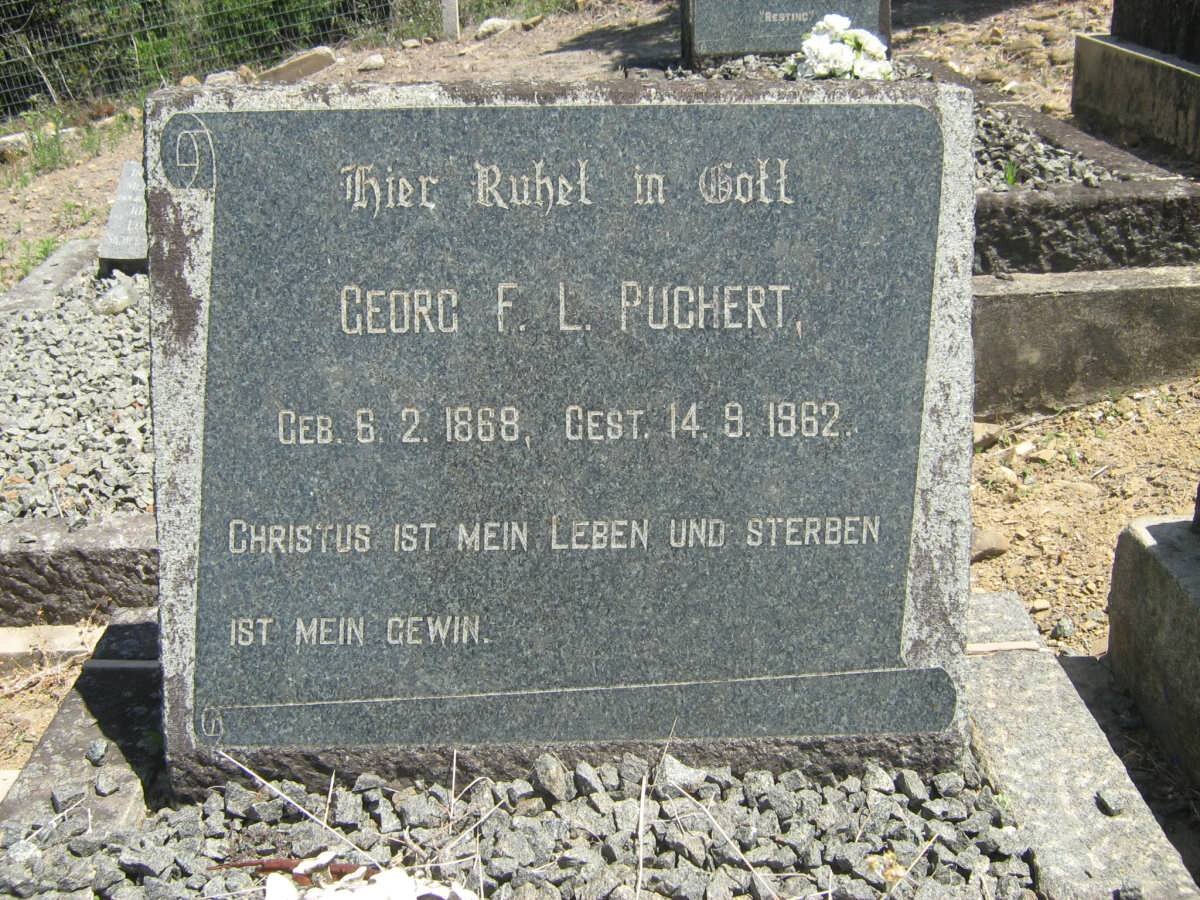 "RESTING"
Hier Ruhet in Gott
GEORG F. L. PUCHERT,
GEB. 6. 2. 1868, GEST. 14. 9. 1962.
CHRISTUS IST MEIN LEBEN UND STERBEN
IST MEIN GEWIN.